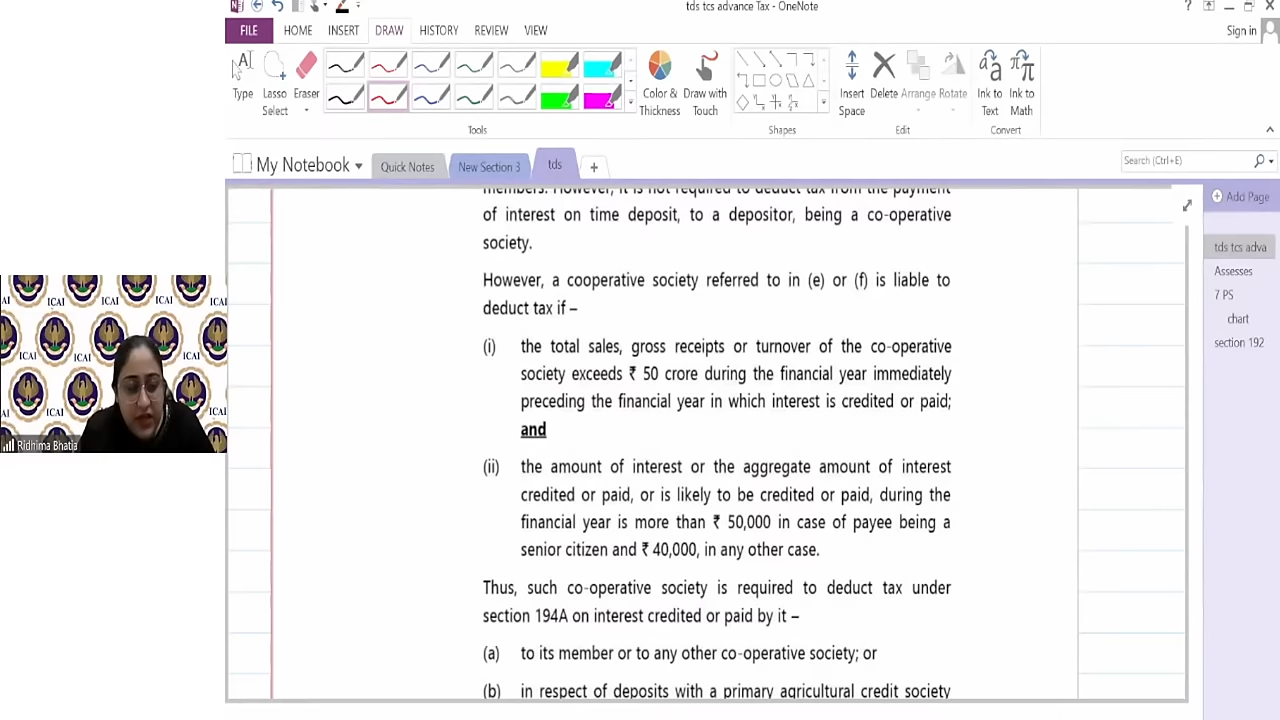 tds tcs advance Tax - OneNote
?
Sign in
FILE HOME INSERT DRAW HISTORY REVIEW VIEW
Type
Lasso Select
Eraser
Color & Thickness
Draw with Touch
Insert Space
Delete
Arrange
Rotate
Ink to Text
Ink to Math
Tools
Shapes
Edit
Convert
My Notebook
Quick Notes
New Section 3
tds
+
Search (Ctrl+E)
Add Page
tds tcs adva
Assesses
7 PS
chart
section 192
members. However, it is not required to deduct tax from the payment
of interest on time deposit, to a depositor, being a co-operative
society.
However, a cooperative society referred to in (e) or (f) is liable to
deduct tax if –
(i) the total sales, gross receipts or turnover of the co-operative
society exceeds ₹ 50 crore during the financial year immediately
preceding the financial year in which interest is credited or paid;
and
(ii) the amount of interest or the aggregate amount of interest
credited or paid, or is likely to be credited or paid, during the
financial year is more than ₹ 50,000 in case of payee being a
senior citizen and ₹ 40,000, in any other case.
Thus, such co-operative society is required to deduct tax under
section 194A on interest credited or paid by it –
(a) to its member or to any other co-operative society; or
(b) in respect of deposits with a primary agricultural credit society
ICAI
ICAI
ICAI
ICAI
ICAI
ICAI
Ridhima Bhatia